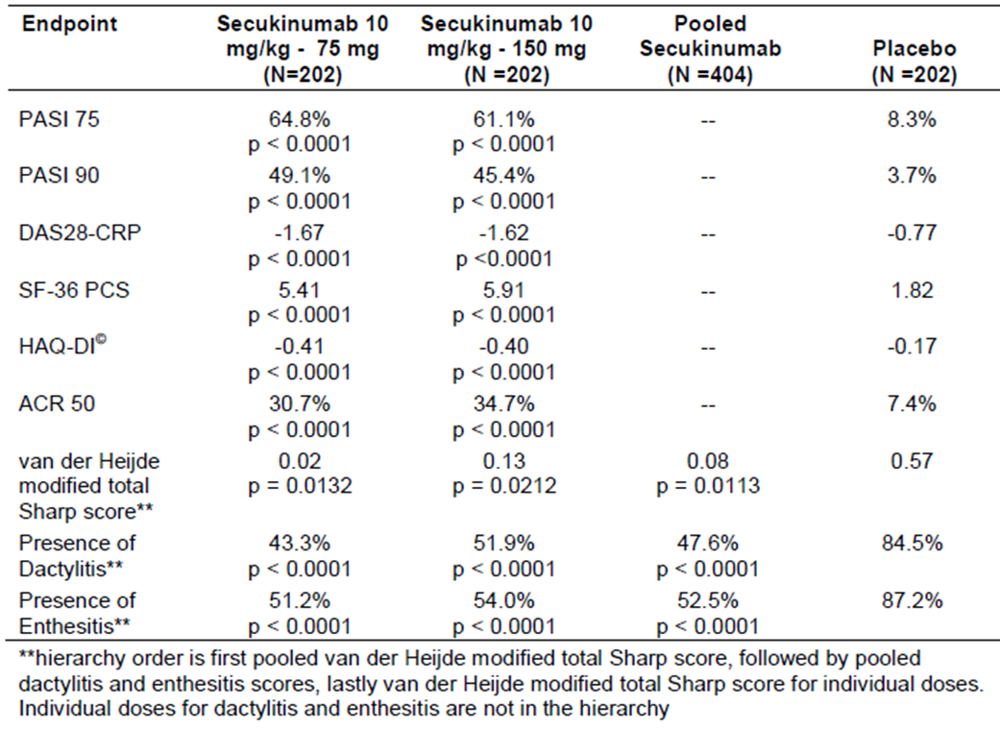 Endpoint Secukinumab 10 mg/kg - 75 mg (N=202) Secukinumab 10 mg/kg - 150 mg (N =202) Pooled Secukinumab (N =404) Placebo (N =202)
PASI 75 64.8% 61.1% -- 8.3%
p < 0.0001 p < 0.0001
PASI 90 49.1% 45.4% -- 3.7%
p < 0.0001 p < 0.0001
DAS28-CRP -1.67 -1.62 -- -0.77
p < 0.0001 p <0.0001
SF-36 PCS 5.41 5.91 -- 1.82
p < 0.0001 p < 0.0001
HAQ-DI© -0.41 -0.40 -- -0.17
p < 0.0001 p < 0.0001
ACR 50 30.7% 34.7% -- 7.4%
p < 0.0001 p < 0.0001
van der Heijde 0.02 0.13 0.08 0.57
modified total p = 0.0132 p = 0.0212 p = 0.0113
Sharp score**
Presence of 43.3% 51.9% 47.6% 84.5%
Dactylitis** p < 0.0001 p < 0.0001 p < 0.0001
Presence of 51.2% 54.0% 52.5% 87.2%
Enthesitis** p < 0.0001 p < 0.0001 p < 0.0001
**hierarchy order is first pooled van der Heijde modified total Sharp score, followed by pooled
dactylitis and enthesitis scores, lastly van der Heijde modified total Sharp score for individual doses.
Individual doses for dactylitis and enthesitis are not in the hierarchy